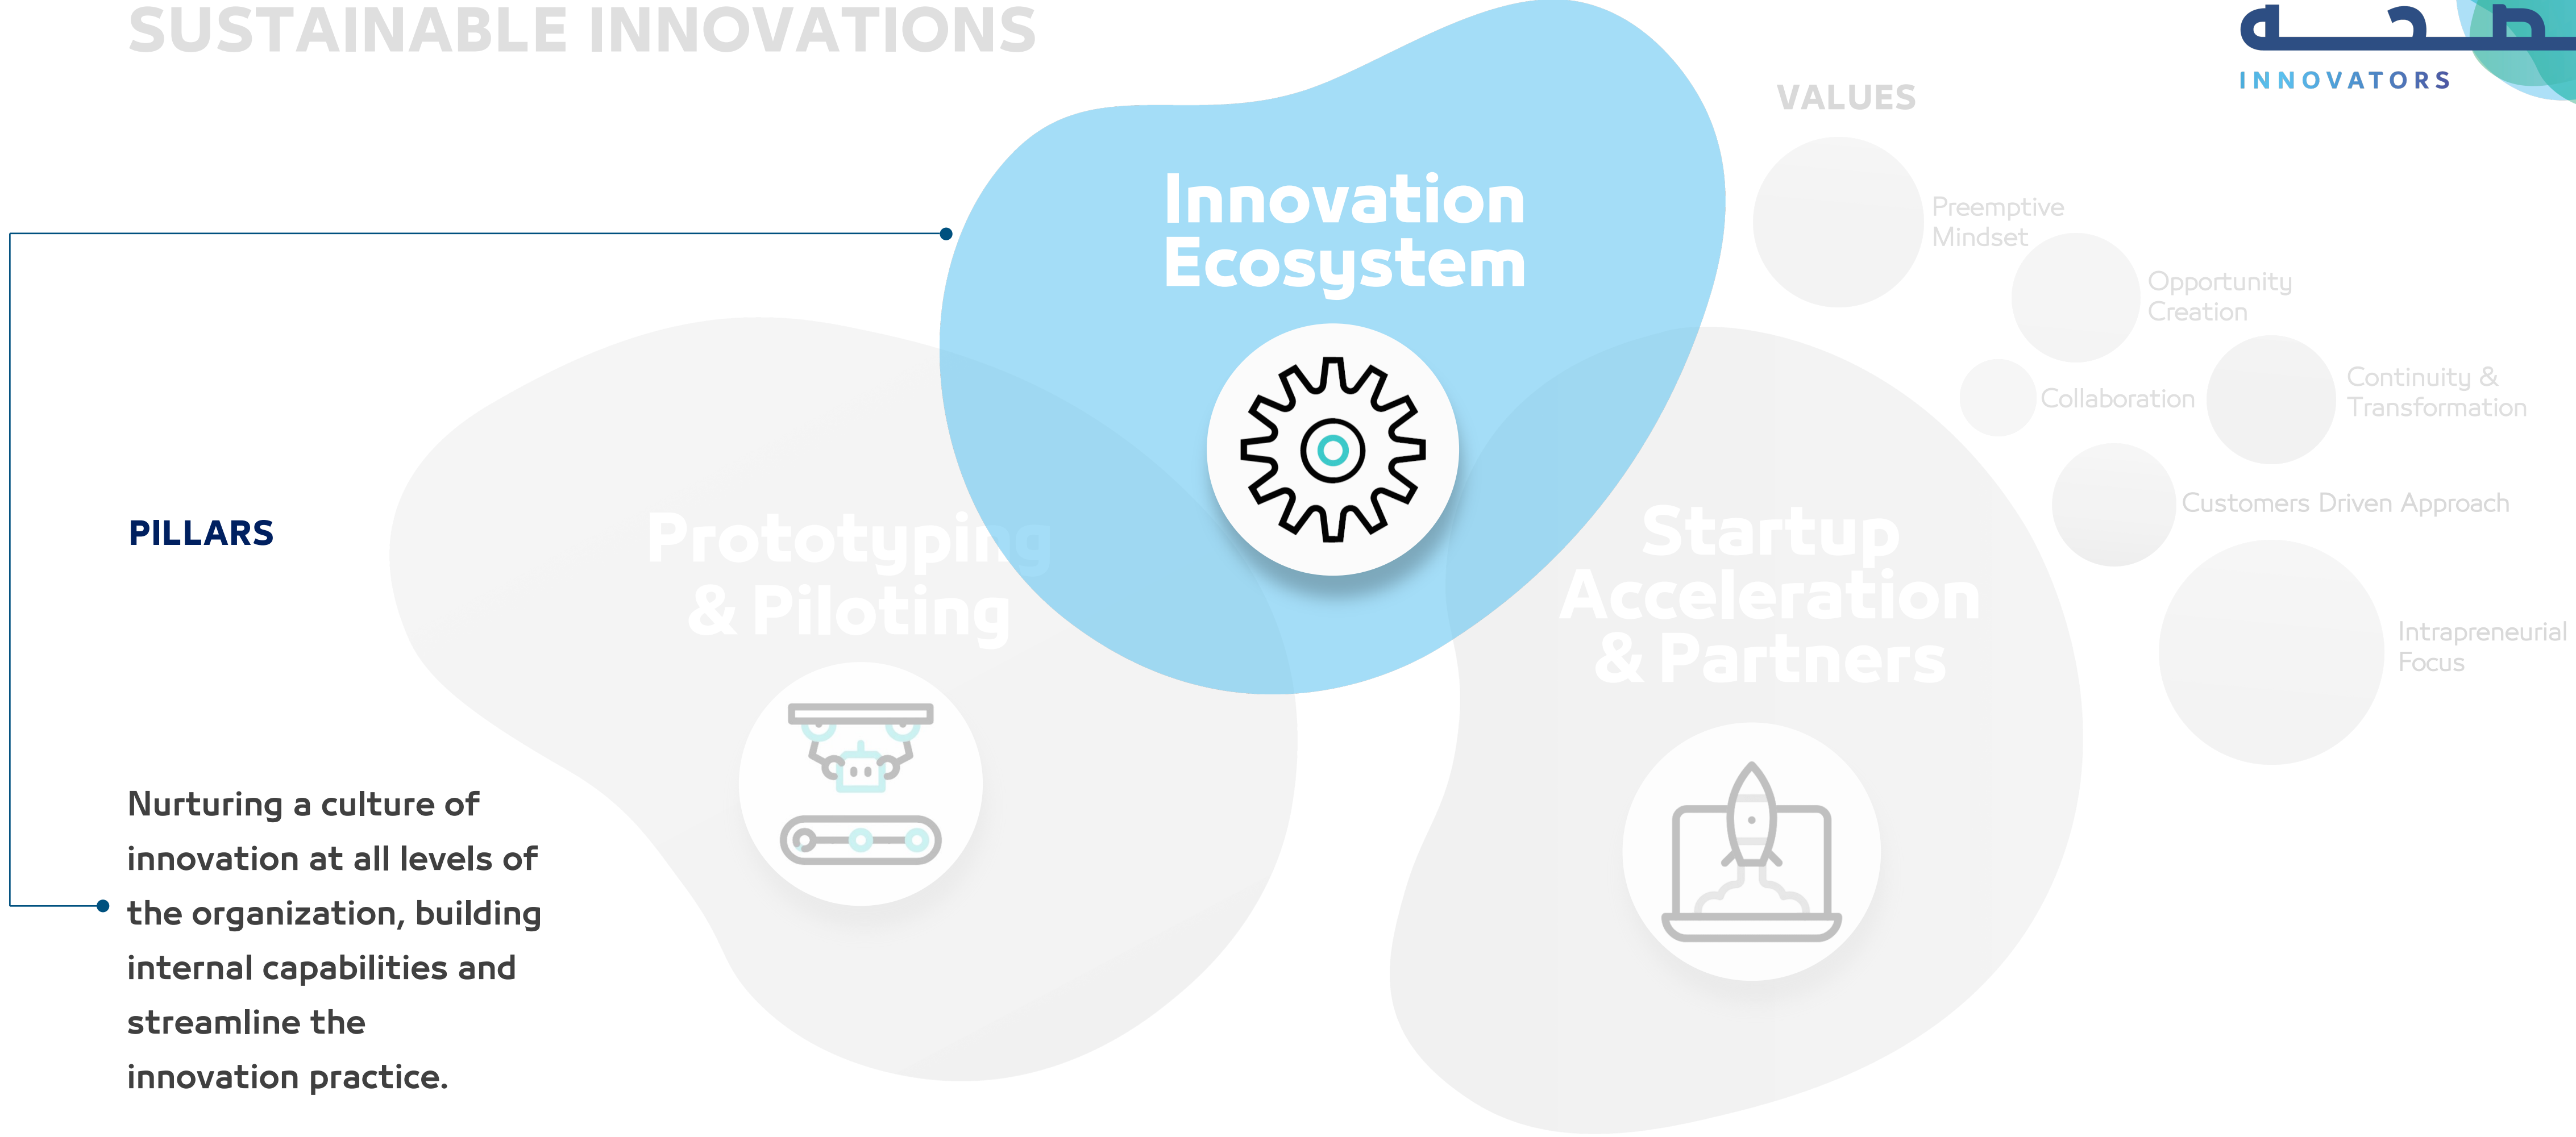 SUSTAINABLE INNOVATIONS
INNOVATORS
VALUES
Innovation
Ecosystem
Preemptive
Mindset
Opportunity
Creation
Continuity &
Transformation
Collaboration
Customers Driven Approach
Intrapreneurial
Focus
PILLARS
Prototyping
& Piloting
Startup
Acceleration
& Partners
Nurturing a culture of
innovation at all levels of
the organization, building
internal capabilities and
streamline the
innovation practice.